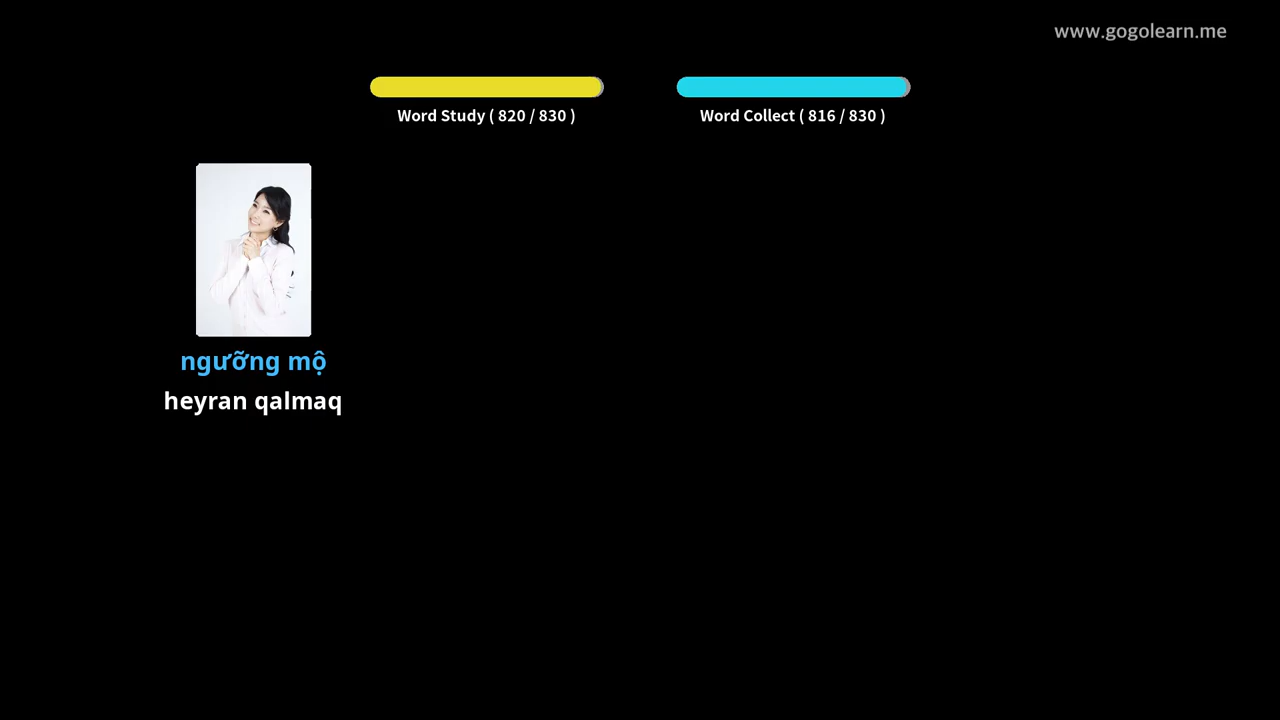 www.gogolearn.me
Word Study ( 820 / 830 )
Word Collect ( 816 / 830 )
ngưỡng mộ
heyran qalmaq